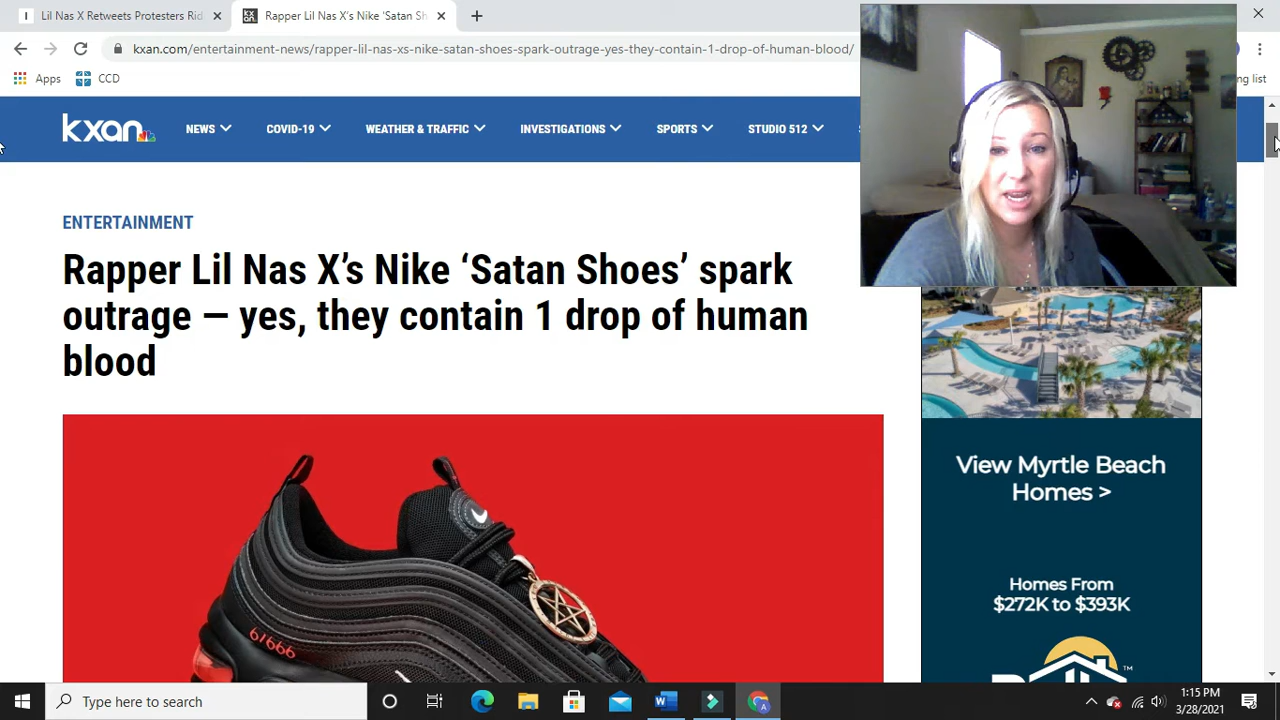 Lil Nas X Retweets Protesters Rid
Rapper Lil Nas X's Nike 'Satan Sh
kxan.com/entertainment-news/rapper-lil-nas-xs-nike-satan-shoes-spark-outrage-yes-they-contain-1-drop-of-human-blood/
Apps
CCD
ng list
kxan
NEWS
COVID-19
WEATHER & TRAFFIC
INVESTIGATIONS
SPORTS
STUDIO 512
ENTERTAINMENT
Rapper Lil Nas X’s Nike ‘Satan Shoes’ spark
outrage — yes, they contain 1 drop of human
blood
View Myrtle Beach
Homes >
Homes From
$272K to $393K
Type here to search
1:15 PM
3/28/2021